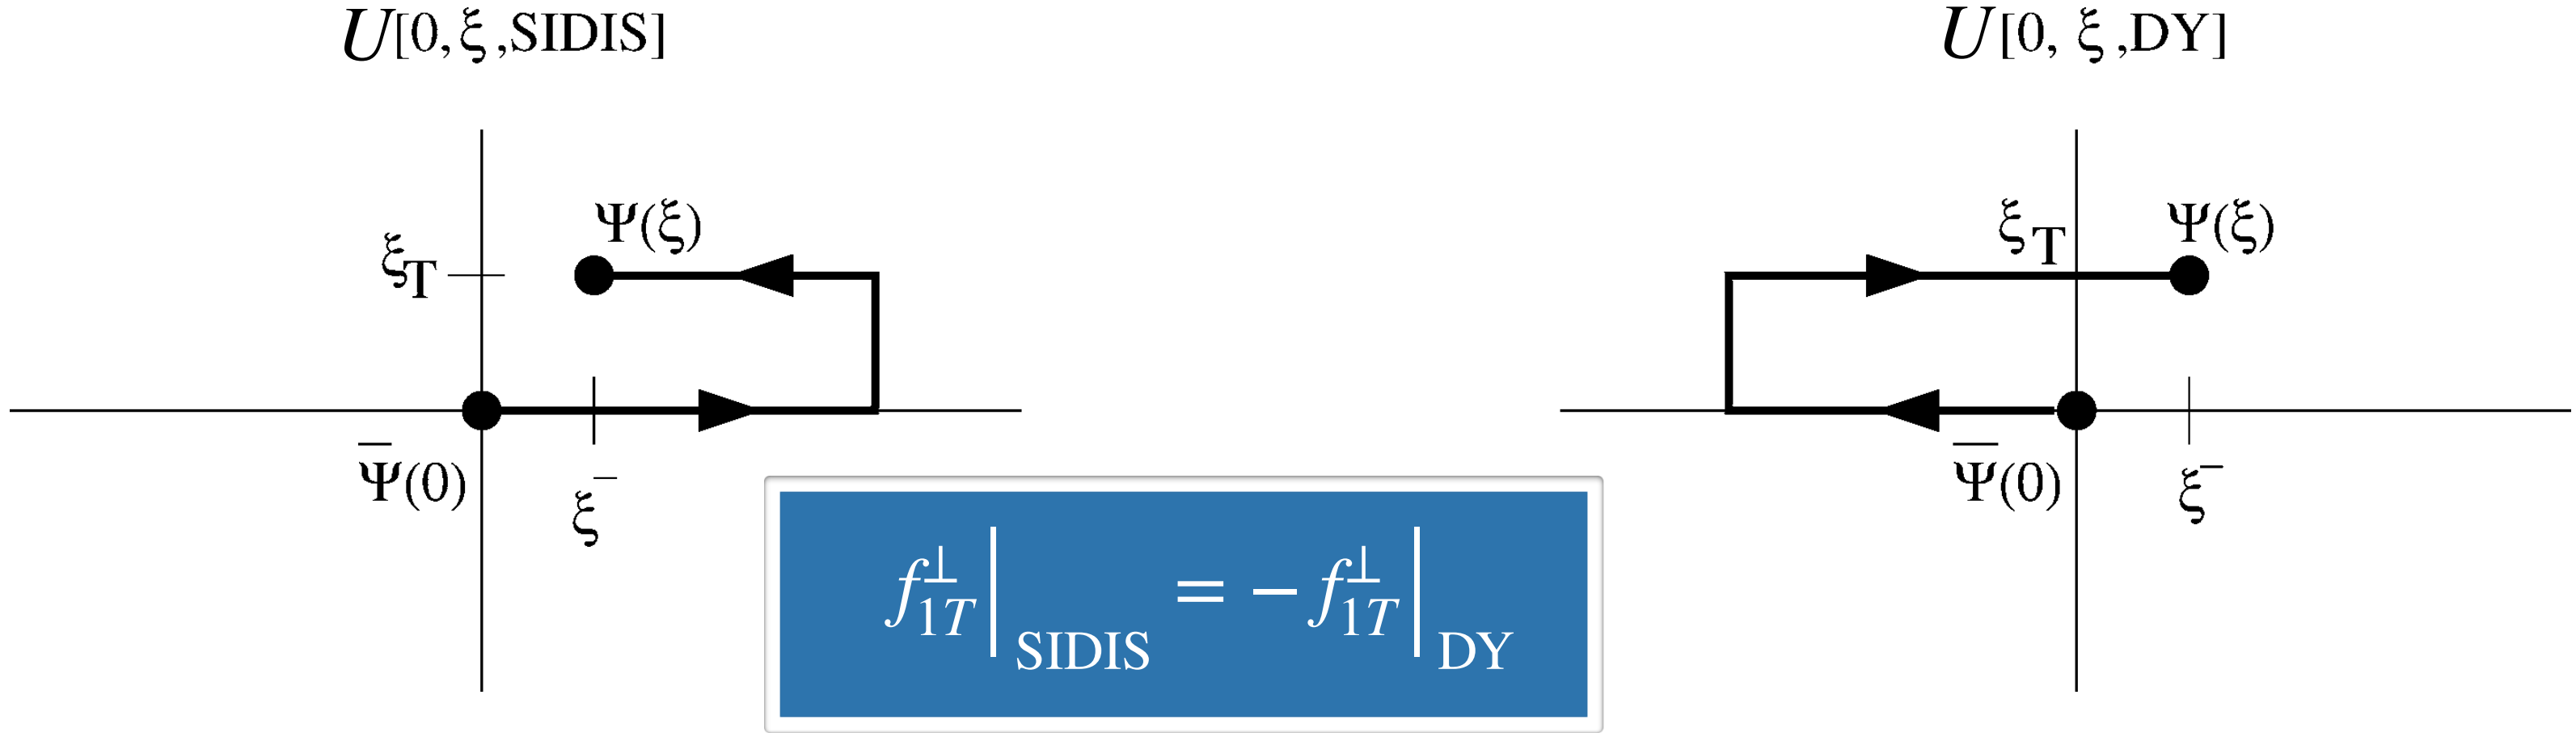 U[0,ξ,SIDIS]
U[0, ξ,DY]
Ψ(ξ)
ξT
Ψ̅(0)
ξ⁻
ξT
Ψ(ξ)
Ψ̅(0)
ξ⁻
f⊥1T|SIDIS = −f⊥1T|DY